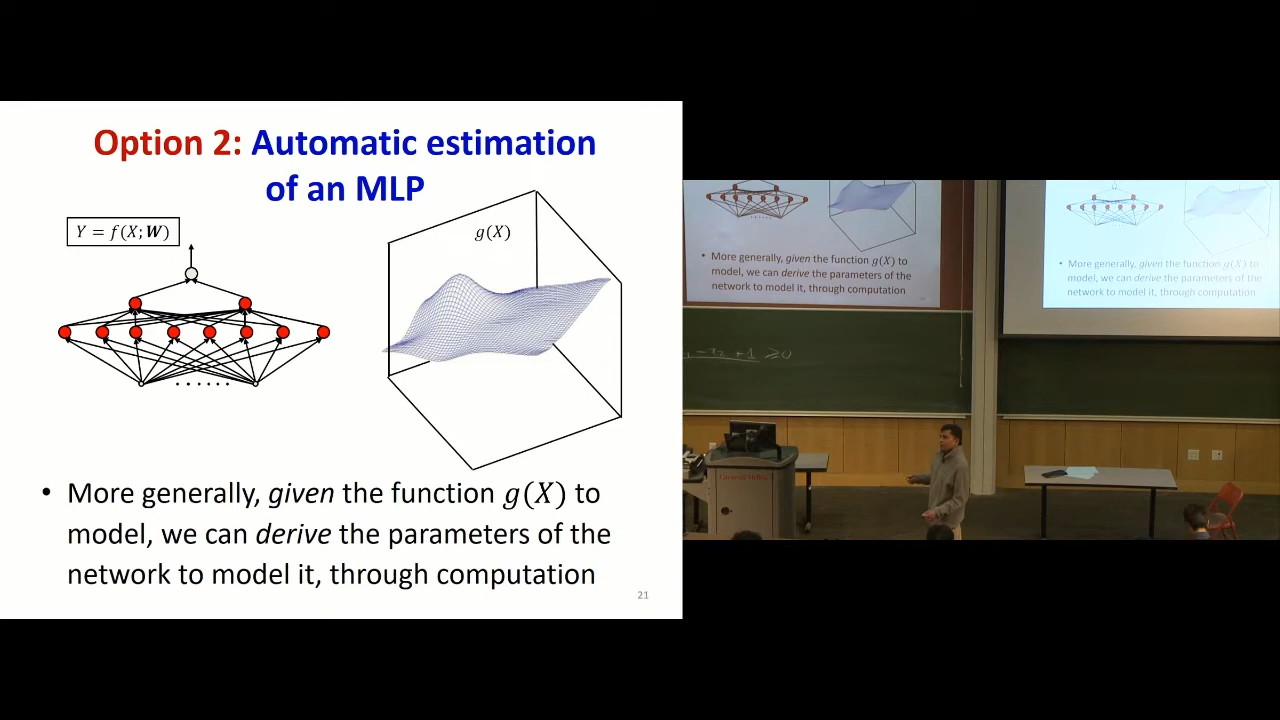 Option 2: Automatic estimation
of an MLP
Y = f(X; W)
g(X)
• More generally, given the function g(X) to
model, we can derive the parameters of the
network to model it, through computation
21
• More generally, given the function g(X) to
model, we can derive the parameters of the
network to model it, through computation
• More generally, given the function g(X) to
model, we can derive the parameters of the
network to model it, through computation
+1 ≥0